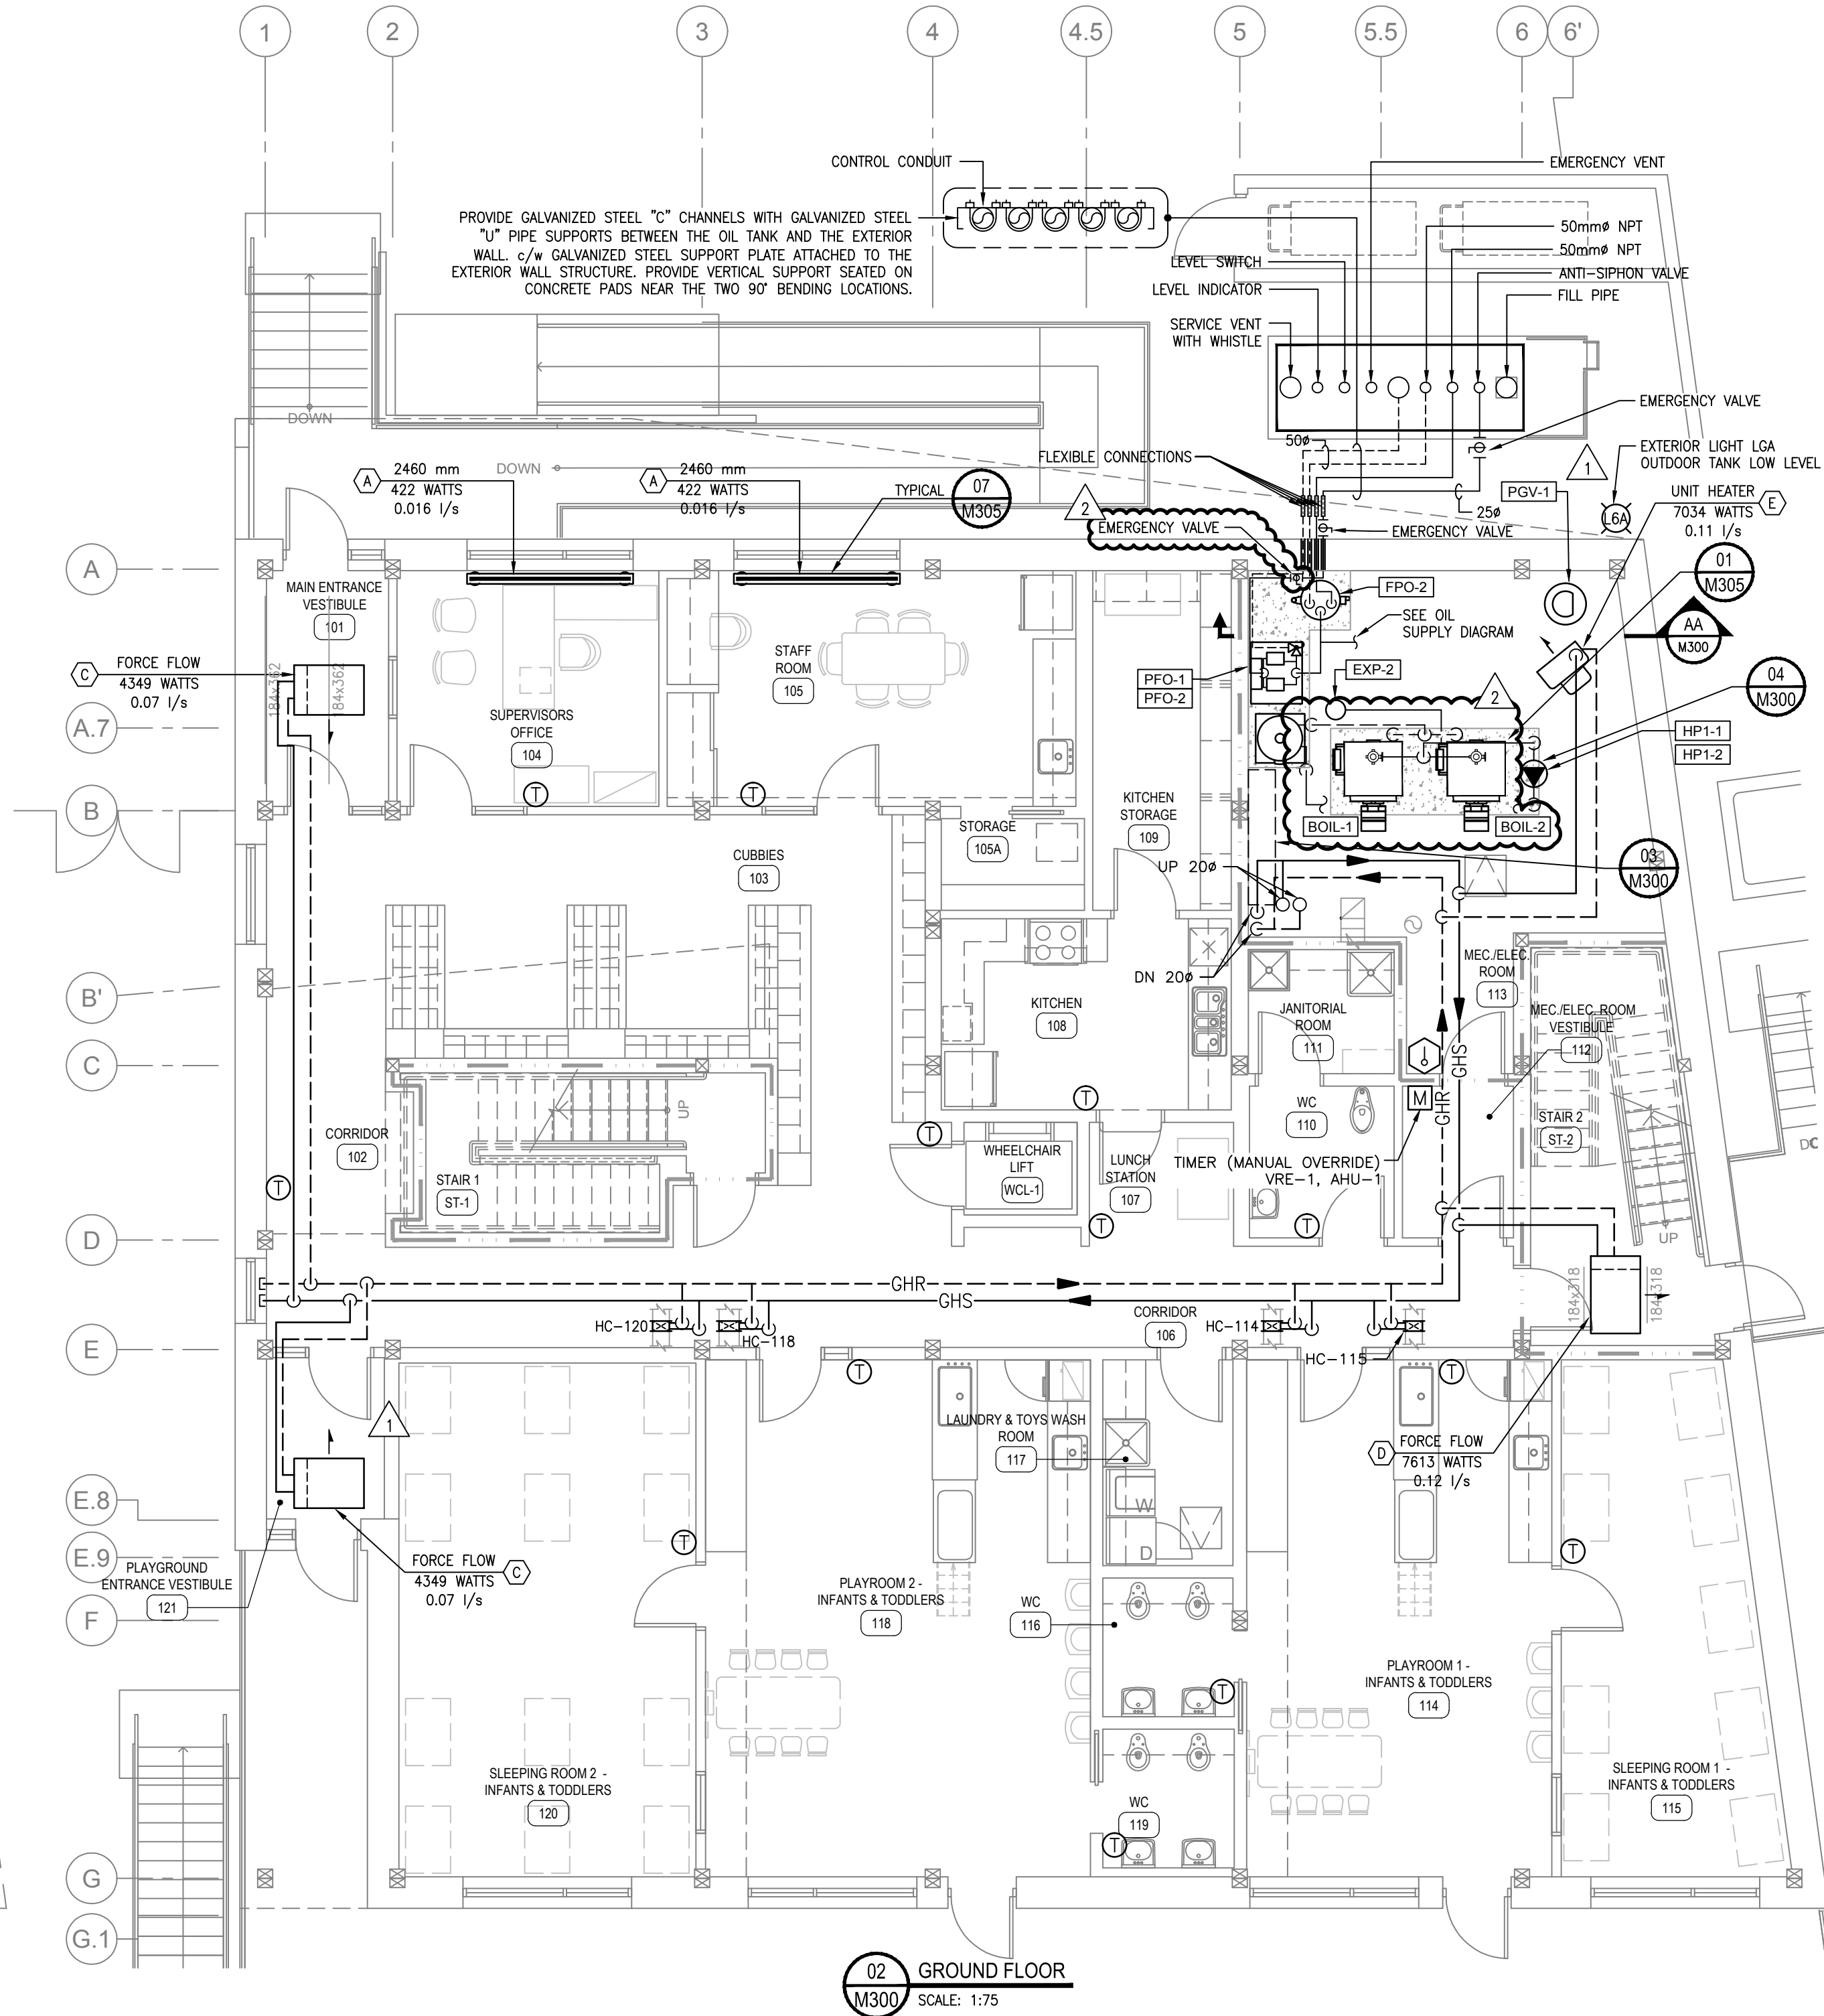 1
2
3
4
4.5
5
5.5
6
6'
CONTROL CONDUIT
EMERGENCY VENT
PROVIDE GALVANIZED STEEL "C" CHANNELS WITH GALVANIZED STEEL
"U" PIPE SUPPORTS BETWEEN THE OIL TANK AND THE EXTERIOR
WALL. c/w GALVANIZED STEEL SUPPORT PLATE ATTACHED TO THE
EXTERIOR WALL STRUCTURE. PROVIDE VERTICAL SUPPORT SEATED ON
CONCRETE PADS NEAR THE TWO 90° BENDING LOCATIONS.
50mmø NPT
50mmø NPT
LEVEL SWITCH
ANTI-SIPHON VALVE
LEVEL INDICATOR
FILL PIPE
SERVICE VENT
WITH WHISTLE
DOWN
EMERGENCY VALVE
50ø
EXTERIOR LIGHT LGA
OUTDOOR TANK LOW LEVEL
1
L6A
A
2460 mm
422 WATTS
0.016 l/s
DOWN
A
2460 mm
422 WATTS
0.016 l/s
TYPICAL
07
M305
FLEXIBLE CONNECTIONS
2
EMERGENCY VALVE
EMERGENCY VALVE
25ø
PGV-1
UNIT HEATER
7034 WATTS
0.11 l/s
E
01
M305
A
MAIN ENTRANCE
VESTIBULE
101
FPO-2
SEE OIL
SUPPLY DIAGRAM
AA
M300
C
FORCE FLOW
4349 WATTS
0.07 l/s
184x362
184x362
SUPERVISORS
OFFICE
104
STAFF
ROOM
105
PFO-1
PFO-2
EXP-2
2
04
M300
HP1-1
HP1-2
A.7
T
T
B
KITCHEN
STORAGE
109
STORAGE
105A
BOIL-1
BOIL-2
CUBBIES
103
UP 20ø
03
M300
DN 20ø
B'
KITCHEN
108
JANITORIAL
ROOM
111
MEC./ELEC.
ROOM
113
MEC./ELEC. ROOM
VESTIBULE
112
C
GHS
GHR
M
UP
T
WC
110
STAIR 2
ST-2
CORRIDOR
102
T
T
STAIR 1
ST-1
WHEELCHAIR
LIFT
WCL-1
LUNCH
STATION
107
TIMER (MANUAL OVERRIDE)
VRE-1, AHU-1
T
T
D
UP
GHR
GHS
184x318
184x318
HC-120
HC-118
HC-114
HC-115
CORRIDOR
106
E
T
T
1
LAUNDRY & TOYS WASH
ROOM
117
D
FORCE FLOW
7613 WATTS
0.12 l/s
W
D
E.8
E.9
T
T
PLAYGROUND
ENTRANCE VESTIBULE
121
FORCE FLOW
4349 WATTS
0.07 l/s
C
F
PLAYROOM 2 -
INFANTS & TODDLERS
118
WC
116
T
PLAYROOM 1 -
INFANTS & TODDLERS
114
SLEEPING ROOM 2 -
INFANTS & TODDLERS
120
WC
119
T
SLEEPING ROOM 1 -
INFANTS & TODDLERS
115
G
G.1
02
M300
GROUND FLOOR
SCALE: 1:75